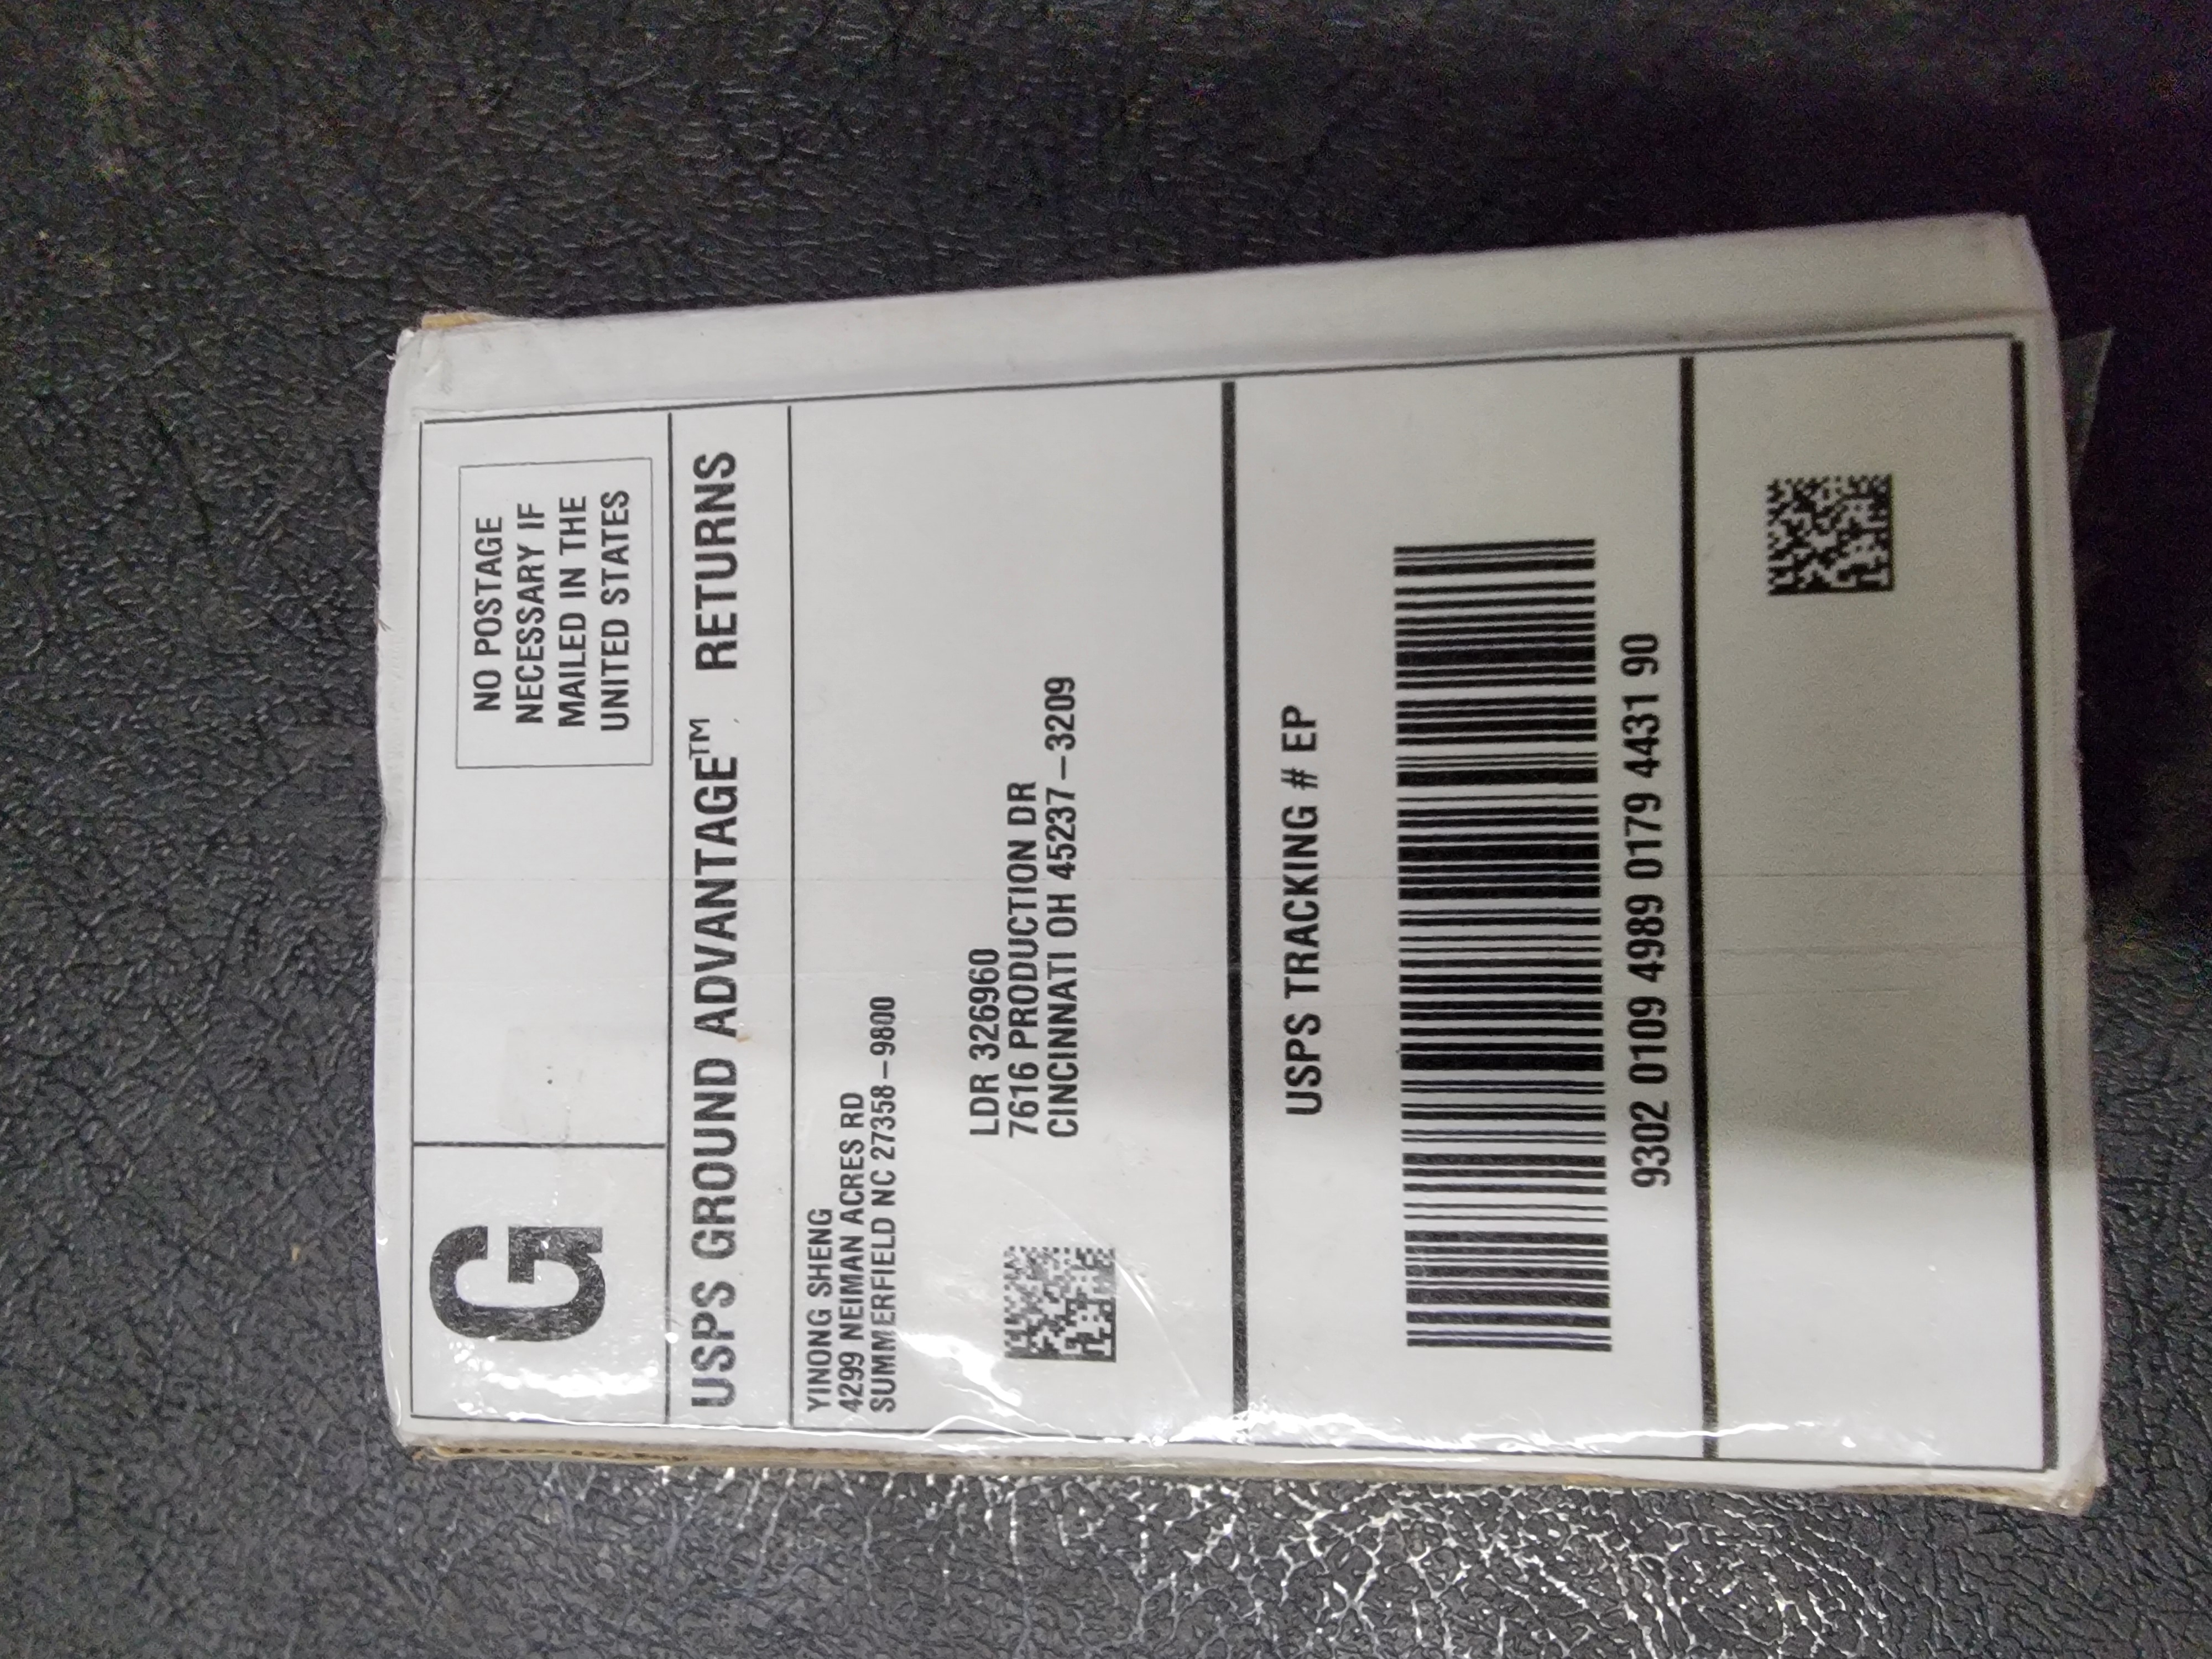 G
NO POSTAGE
NECESSARY IF
MAILED IN THE
UNITED STATES
USPS GROUND ADVANTAGE™ RETURNS
YINONG SHENG
4299 NEIMAN ACRES RD
SUMMERFIELD NC 27358-9800
LDR 326960
7616 PRODUCTION DR
CINCINNATI OH 45237-3209
USPS TRACKING # EP
9302 0109 4989 0179 4431 90